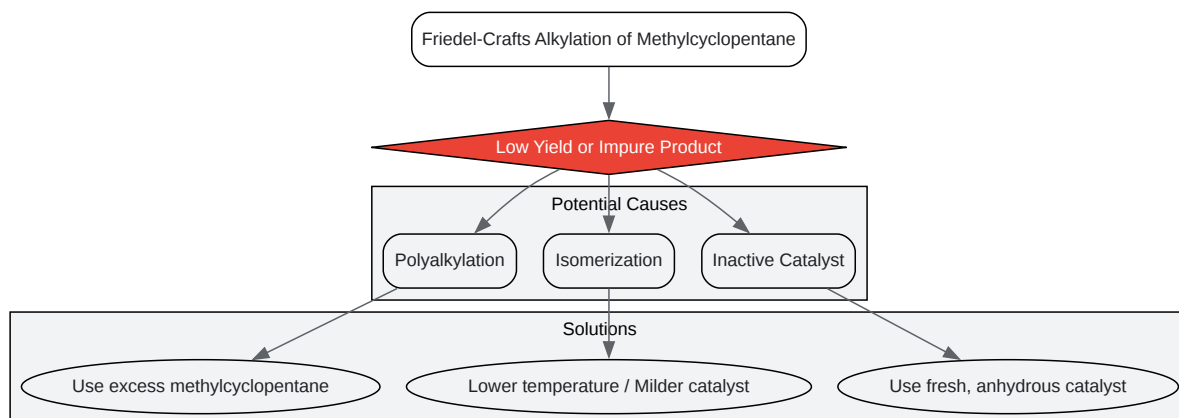 Friedel-Crafts Alkylation of Methylcyclopentane
Low Yield or Impure Product
Potential Causes
Polyalkylation
Isomerization
Inactive Catalyst
Solutions
Use excess methylcyclopentane
Lower temperature / Milder catalyst
Use fresh, anhydrous catalyst